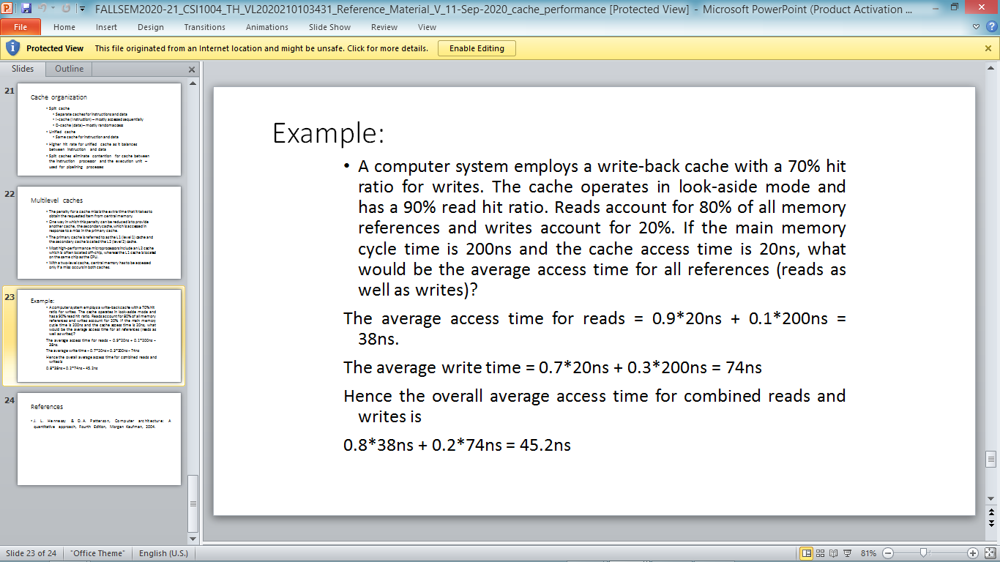 FALLSEM2020-21_CSI1004_TH_VL2020210103431_Reference_Material_V_11-Sep-2020_cache_performance [Protected View] - Microsoft PowerPoint (Product Activation ...
File Home Insert Design Transitions Animations Slide Show Review View
Protected View This file originated from an Internet location and might be unsafe. Click for more details. Enable Editing
Slides Outline
21
Cache organization
• Split cache
• Separate caches for instructions and data
• I-cache (instruction) – mostly accessed sequentially
• D-cache (data) – mostly random access
• Unified cache
• Same cache for instruction and data
• Higher hit rate for unified cache as it balances
between instruction and data
• Split caches eliminate contention for cache between
the instruction processor and the execution unit –
used for pipelining processes
22
Multilevel caches
• The penalty for a cache miss is the extra time that it takes to
obtain the requested item from central memory.
• One way in which this penalty can be reduced is to provide
another cache, the secondary cache, which is accessed in
response to a miss in the primary cache.
• The primary cache is referred to as the L1 (level 1) cache and
the secondary cache is called the L2 (level 2) cache.
• Most high-performance microprocessors include an L2 cache
which is often located off-chip, whereas the L1 cache is located
on the same chip as the CPU.
• With a two-level cache, central memory has to be accessed
only if a miss occurs in both caches.
23
Example:
• A computer system employs a write-back cache with a 70% hit
ratio for writes. The cache operates in look-aside mode and
has a 90% read hit ratio. Reads account for 80% of all memory
references and writes account for 20%. If the main memory
cycle time is 200ns and the cache access time is 20ns, what
would be the average access time for all references (reads as
well as writes)?
The average access time for reads = 0.9*20ns + 0.1*200ns =
38ns.
The average write time = 0.7*20ns + 0.3*200ns = 74ns
Hence the overall average access time for combined reads and
writes is
0.8*38ns + 0.2*74ns = 45.2ns
24
References
• J. L. Hennessy & D.A. Patterson, Computer architecture: A
quantitative approach, Fourth Edition, Morgan Kaufman, 2004.
Example:
• A computer system employs a write-back cache with a 70% hit
ratio for writes. The cache operates in look-aside mode and
has a 90% read hit ratio. Reads account for 80% of all memory
references and writes account for 20%. If the main memory
cycle time is 200ns and the cache access time is 20ns, what
would be the average access time for all references (reads as
well as writes)?
The average access time for reads = 0.9*20ns + 0.1*200ns =
38ns.
The average write time = 0.7*20ns + 0.3*200ns = 74ns
Hence the overall average access time for combined reads and
writes is
0.8*38ns + 0.2*74ns = 45.2ns
Slide 23 of 24 "Office Theme" English (U.S.) 81%